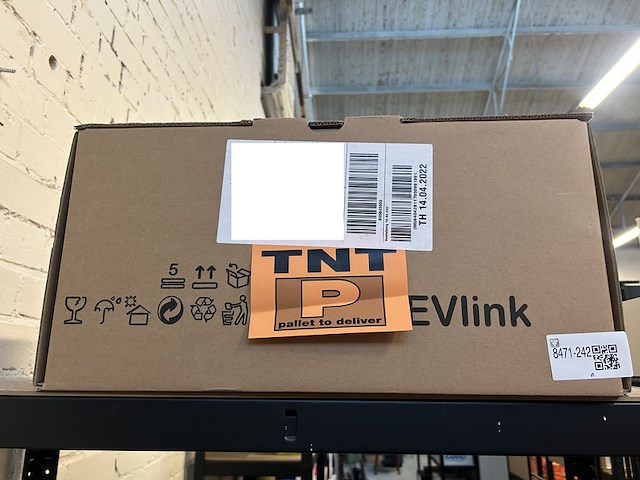 TH 14.04.2022
TNT
P
pallet to deliver
5
EVlink
8471-242